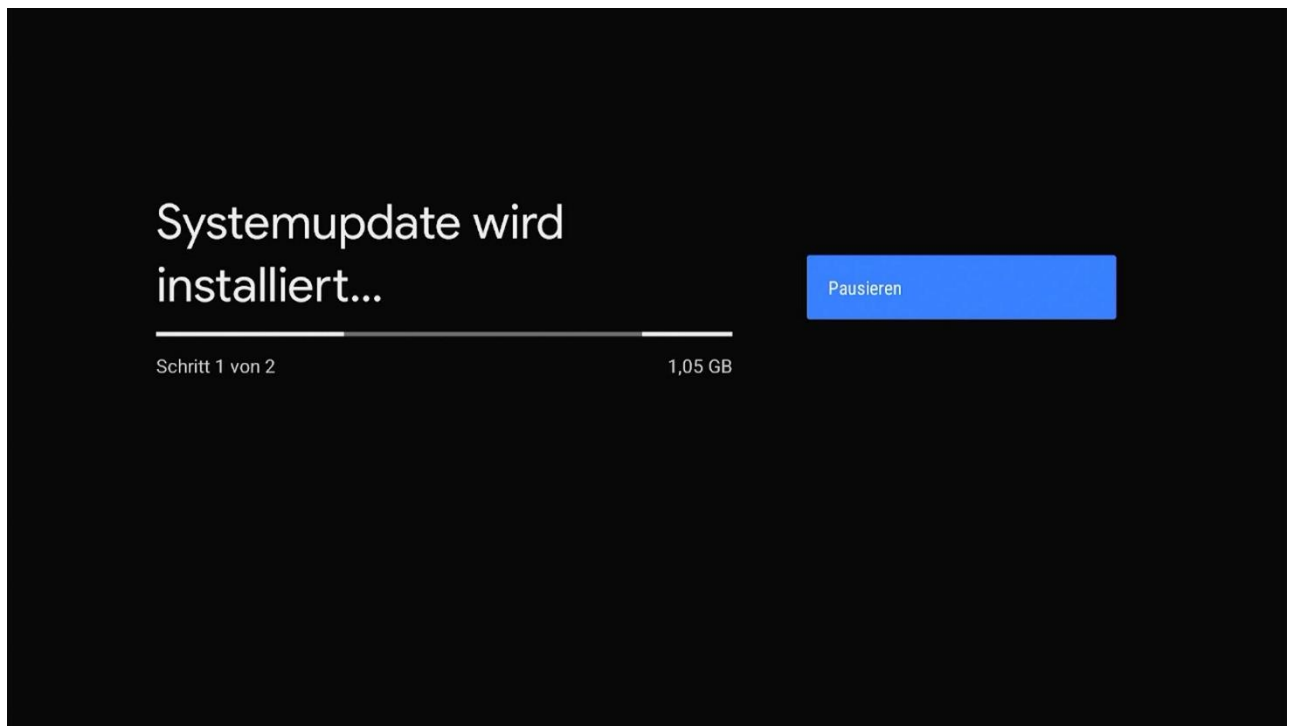 Systemupdate wird
installiert...
Pausieren
Schritt 1 von 2
1,05 GB